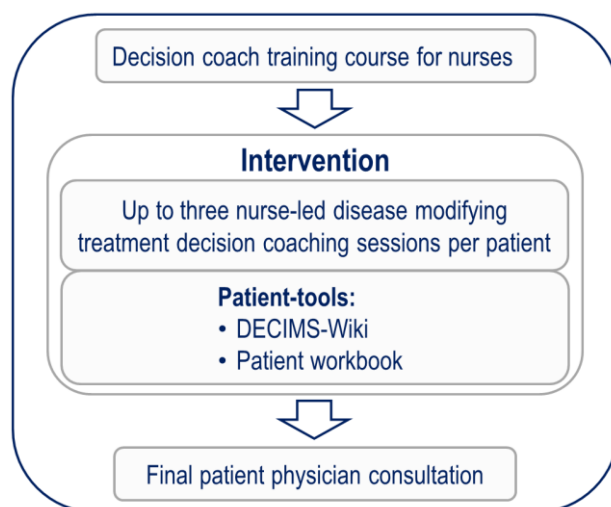 Decision coach training course for nurses
Intervention
Up to three nurse-led disease modifying
treatment decision coaching sessions per patient
Patient-tools:
• DECIMS-Wiki
• Patient workbook
Final patient physician consultation